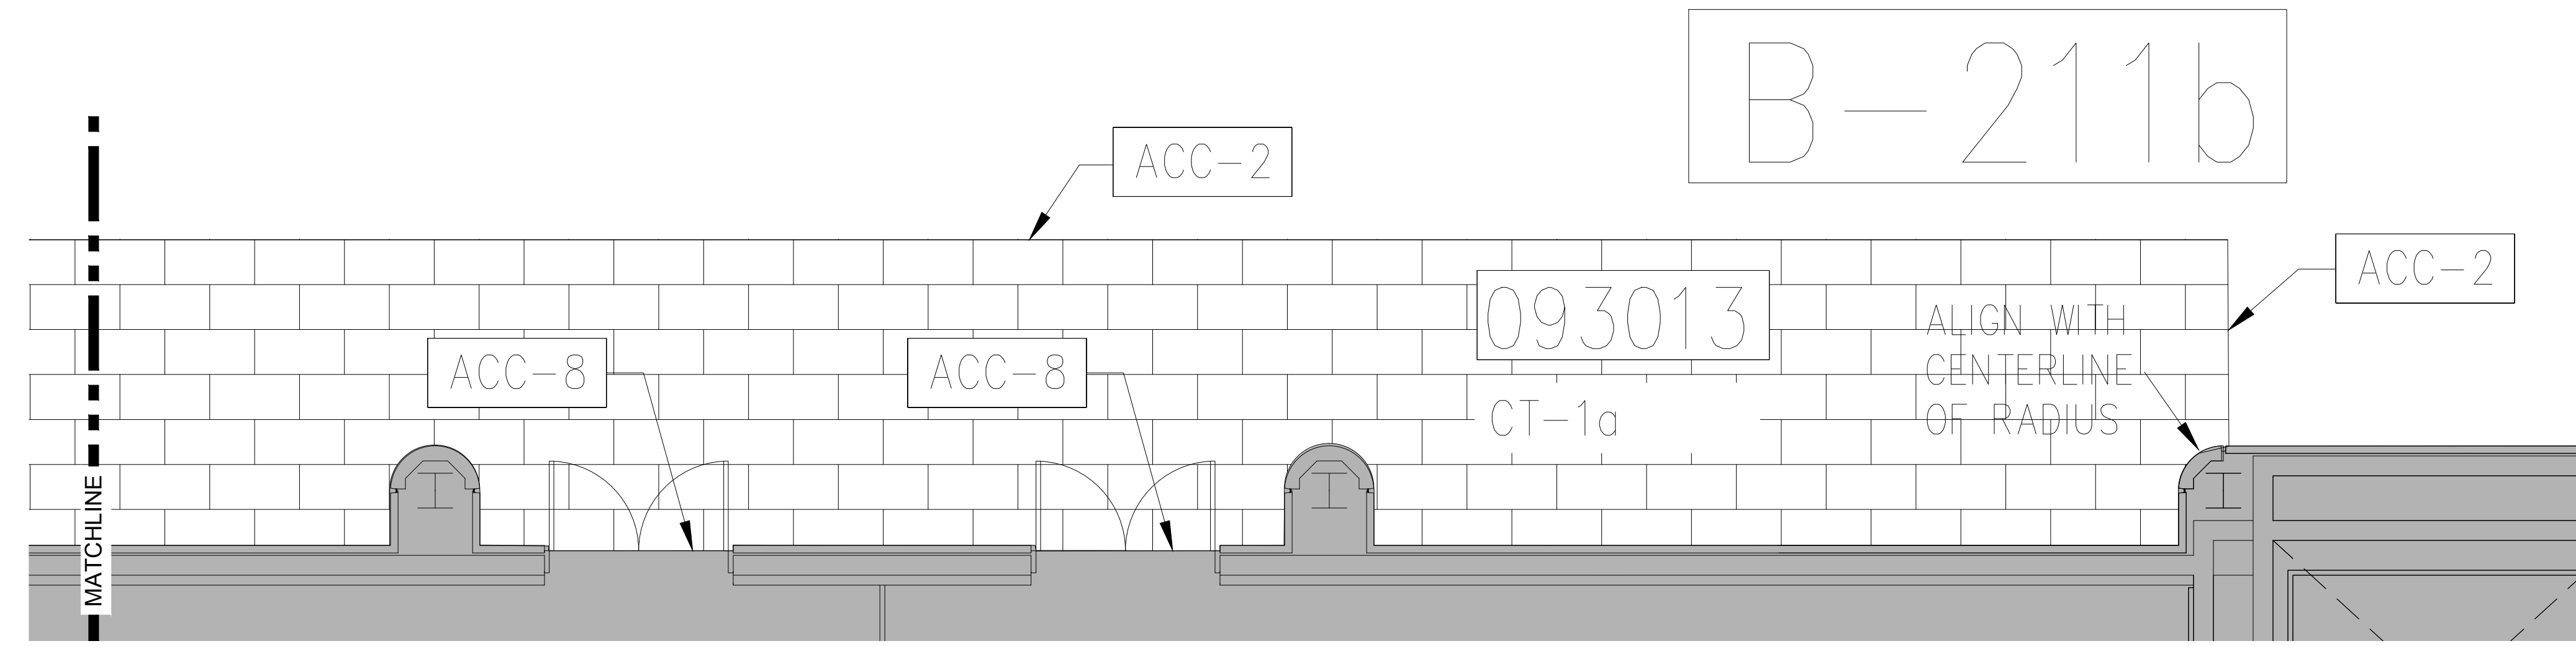 B-211b
ACC-2
ACC-2
093013
ALIGN WITH
CENTERLINE
OF RADIUS
ACC-8
ACC-8
CT-1a
MATCHLINE